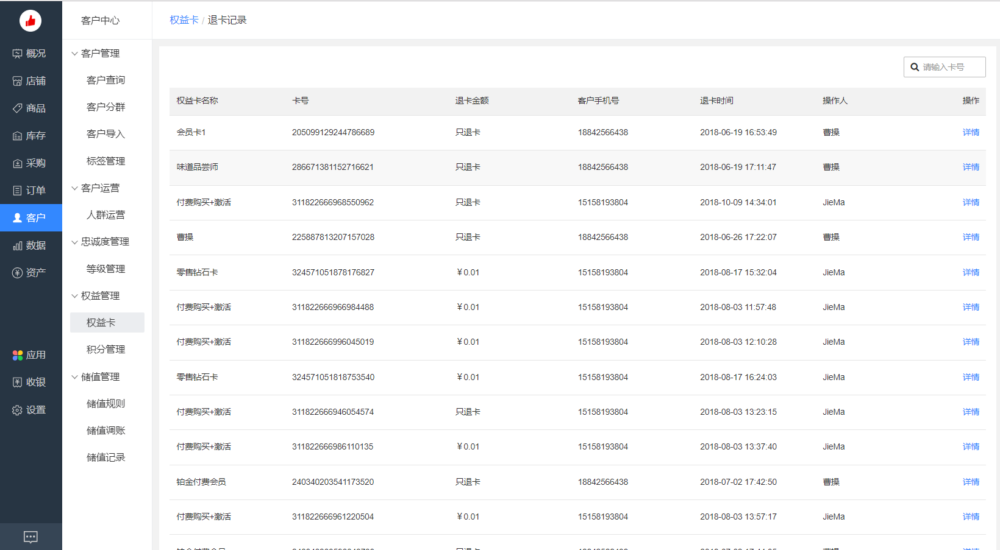 概况
店铺
商品
库存
采购
订单
客户
数据
资产
应用
收银
设置
客户中心
客户管理
客户查询
客户分群
客户导入
标签管理
客户运营
人群运营
忠诚度管理
等级管理
权益管理
权益卡
积分管理
储值管理
储值规则
储值调账
储值记录
权益卡 / 退卡记录
请输入卡号
权益卡名称 卡号 退卡金额 客户手机号 退卡时间 操作人 操作
会员卡1 205099129244786689 只退卡 18842566438 2018-06-19 16:53:49 曹操 详情
味道品尝师 286671381152716621 只退卡 18842566438 2018-06-19 17:11:47 曹操 详情
付费购买+激活 311822666968550962 只退卡 15158193804 2018-10-09 14:34:01 JieMa 详情
曹操 225887813207157028 只退卡 18842566438 2018-06-26 17:22:07 曹操 详情
零售钻石卡 324571051878176827 ￥0.01 15158193804 2018-08-17 15:32:04 JieMa 详情
付费购买+激活 311822666966984488 ￥0.01 15158193804 2018-08-03 11:57:48 JieMa 详情
付费购买+激活 311822666996045019 ￥0.01 15158193804 2018-08-03 12:10:28 JieMa 详情
零售钻石卡 324571051818753540 ￥0.01 15158193804 2018-08-17 16:24:03 JieMa 详情
付费购买+激活 311822666946054574 只退卡 15158193804 2018-08-03 13:23:15 JieMa 详情
付费购买+激活 311822666986110135 ￥0.01 15158193804 2018-08-03 13:37:40 JieMa 详情
铂金付费会员 240340203541173520 只退卡 18842566438 2018-07-02 17:42:50 曹操 详情
付费购买+激活 311822666961220504 ￥0.01 15158193804 2018-08-03 13:57:17 JieMa 详情